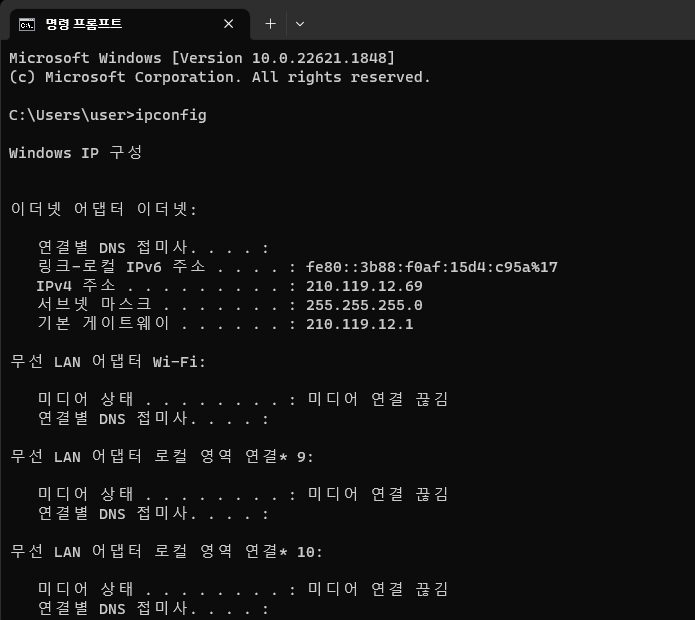 명령 프롬프트
Microsoft Windows [Version 10.0.22621.1848]
(c) Microsoft Corporation. All rights reserved.
C:\Users\user>ipconfig
Windows IP 구성
이더넷 어댑터 이더넷:
연결별 DNS 접미사. . . . :
링크-로컬 IPv6 주소 . . . . : fe80::3b88:f0af:15d4:c95a%17
IPv4 주소 . . . . . . . . . : 210.119.12.69
서브넷 마스크 . . . . . . . : 255.255.255.0
기본 게이트웨이 . . . . . . : 210.119.12.1
무선 LAN 어댑터 Wi-Fi:
미디어 상태 . . . . . . . . : 미디어 연결 끊김
연결별 DNS 접미사. . . . :
무선 LAN 어댑터 로컬 영역 연결* 9:
미디어 상태 . . . . . . . . : 미디어 연결 끊김
연결별 DNS 접미사. . . . :
무선 LAN 어댑터 로컬 영역 연결* 10:
미디어 상태 . . . . . . . . : 미디어 연결 끊김
연결별 DNS 접미사. . . . :